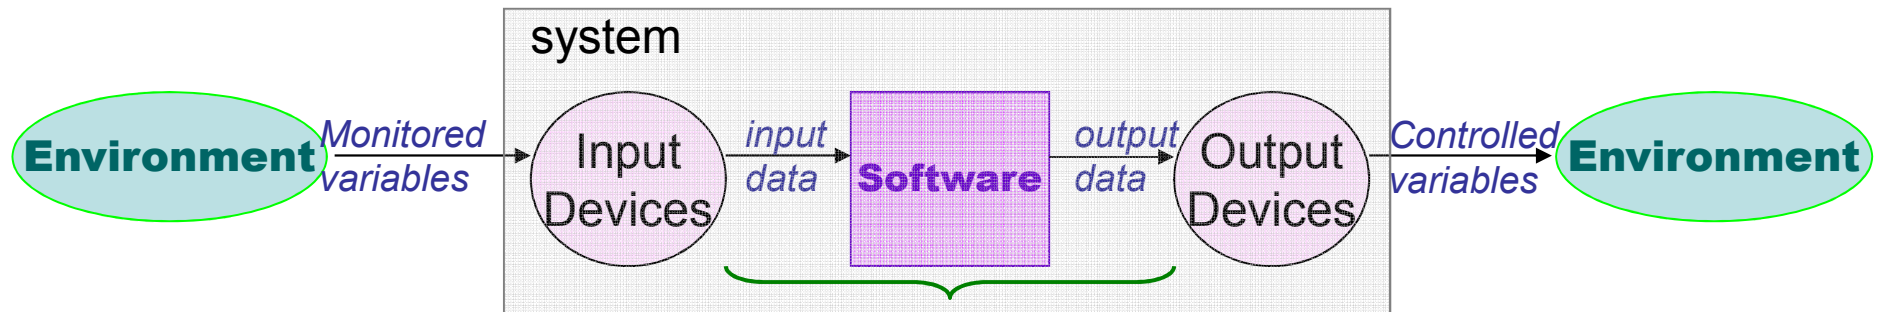 system
Environment
Monitored
variables
Input
Devices
input
data
Software
output
data
Output
Devices
Controlled
variables
Environment